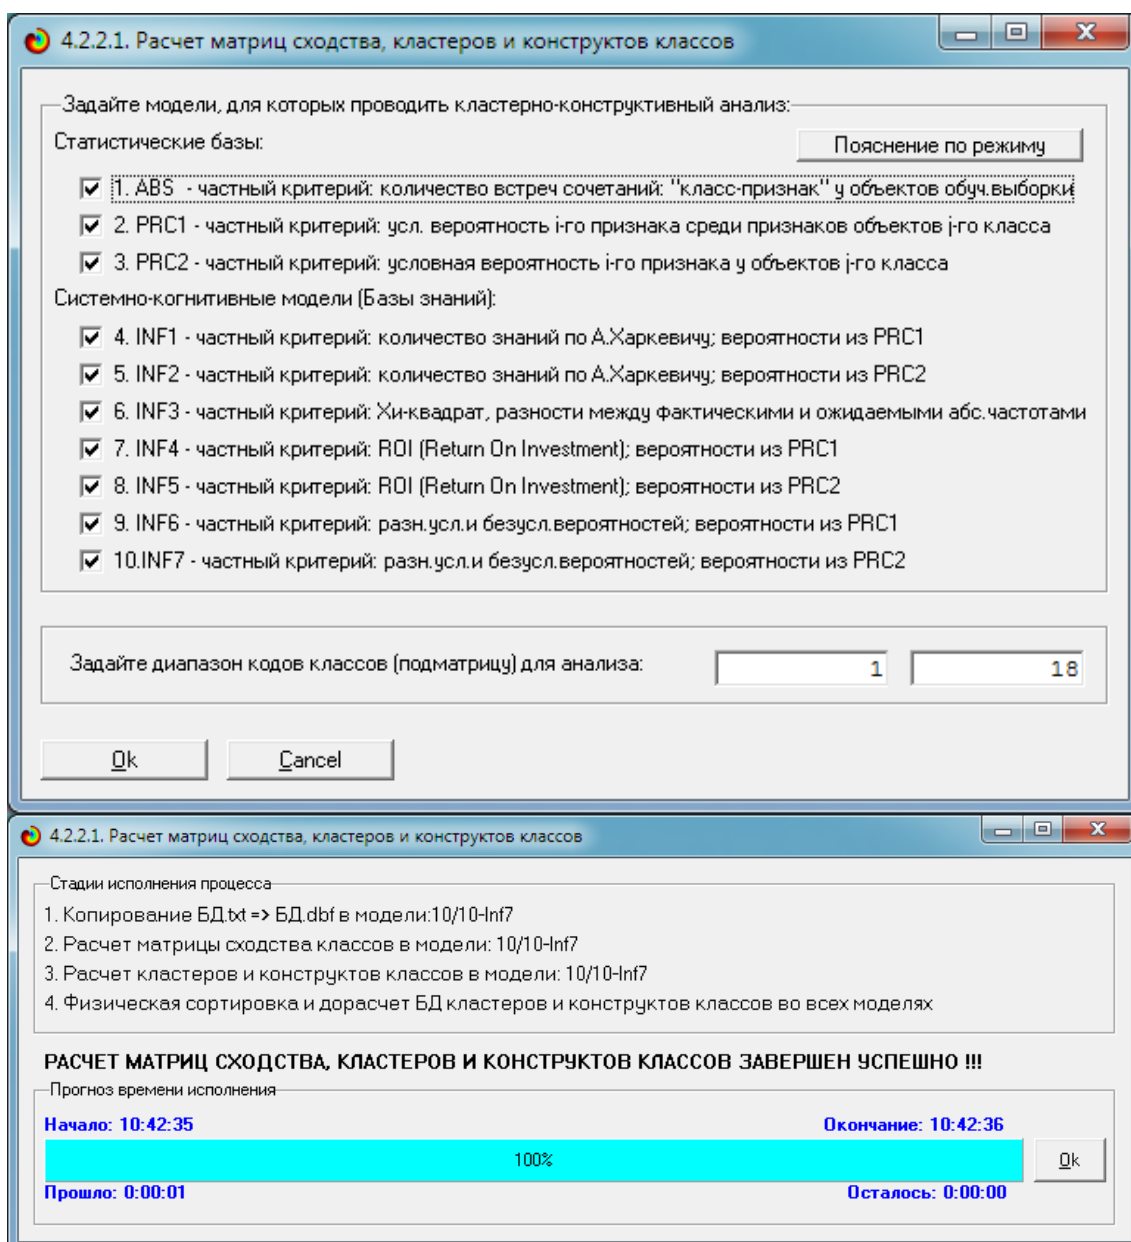 4.2.2.1. Расчет матриц сходства, кластеров и конструктов классов
Задайте модели, для которых проводить кластерно-конструктивный анализ:
Статистические базы:
Пояснение по режиму
1. ABS - частный критерий: количество встреч сочетаний: "класс-признак" у объектов обуч.выборки
2. PRC1 - частный критерий: усл. вероятность i-го признака среди признаков объектов j-го класса
3. PRC2 - частный критерий: условная вероятность i-го признака у объектов j-го класса
Системно-когнитивные модели (Базы знаний):
4. INF1 - частный критерий: количество знаний по А.Харкевичу; вероятности из PRC1
5. INF2 - частный критерий: количество знаний по А.Харкевичу; вероятности из PRC2
6. INF3 - частный критерий: Хи-квадрат, разности между фактическими и ожидаемыми абс.частотами
7. INF4 - частный критерий: ROI (Return On Investment); вероятности из PRC1
8. INF5 - частный критерий: ROI (Return On Investment); вероятности из PRC2
9. INF6 - частный критерий: разн.усл.и безусл.вероятностей; вероятности из PRC1
10.INF7 - частный критерий: разн.усл.и безусл.вероятностей; вероятности из PRC2
Задайте диапазон кодов классов (подматрицу) для анализа: 1 18
Ok Cancel
4.2.2.1. Расчет матриц сходства, кластеров и конструктов классов
Стадии исполнения процесса
1. Копирование БД.txt => БД.dbf в модели:10/10-Inf7
2. Расчет матрицы сходства классов в модели: 10/10-Inf7
3. Расчет кластеров и конструктов классов в модели: 10/10-Inf7
4. Физическая сортировка и дорасчет БД кластеров и конструктов классов во всех моделях
РАСЧЕТ МАТРИЦ СХОДСТВА, КЛАСТЕРОВ И КОНСТРУКТОВ КЛАССОВ ЗАВЕРШЕН УСПЕШНО !!!
Прогноз времени исполнения
Начало: 10:42:35 Окончание: 10:42:36
100% Ok
Прошло: 0:00:01 Осталось: 0:00:00